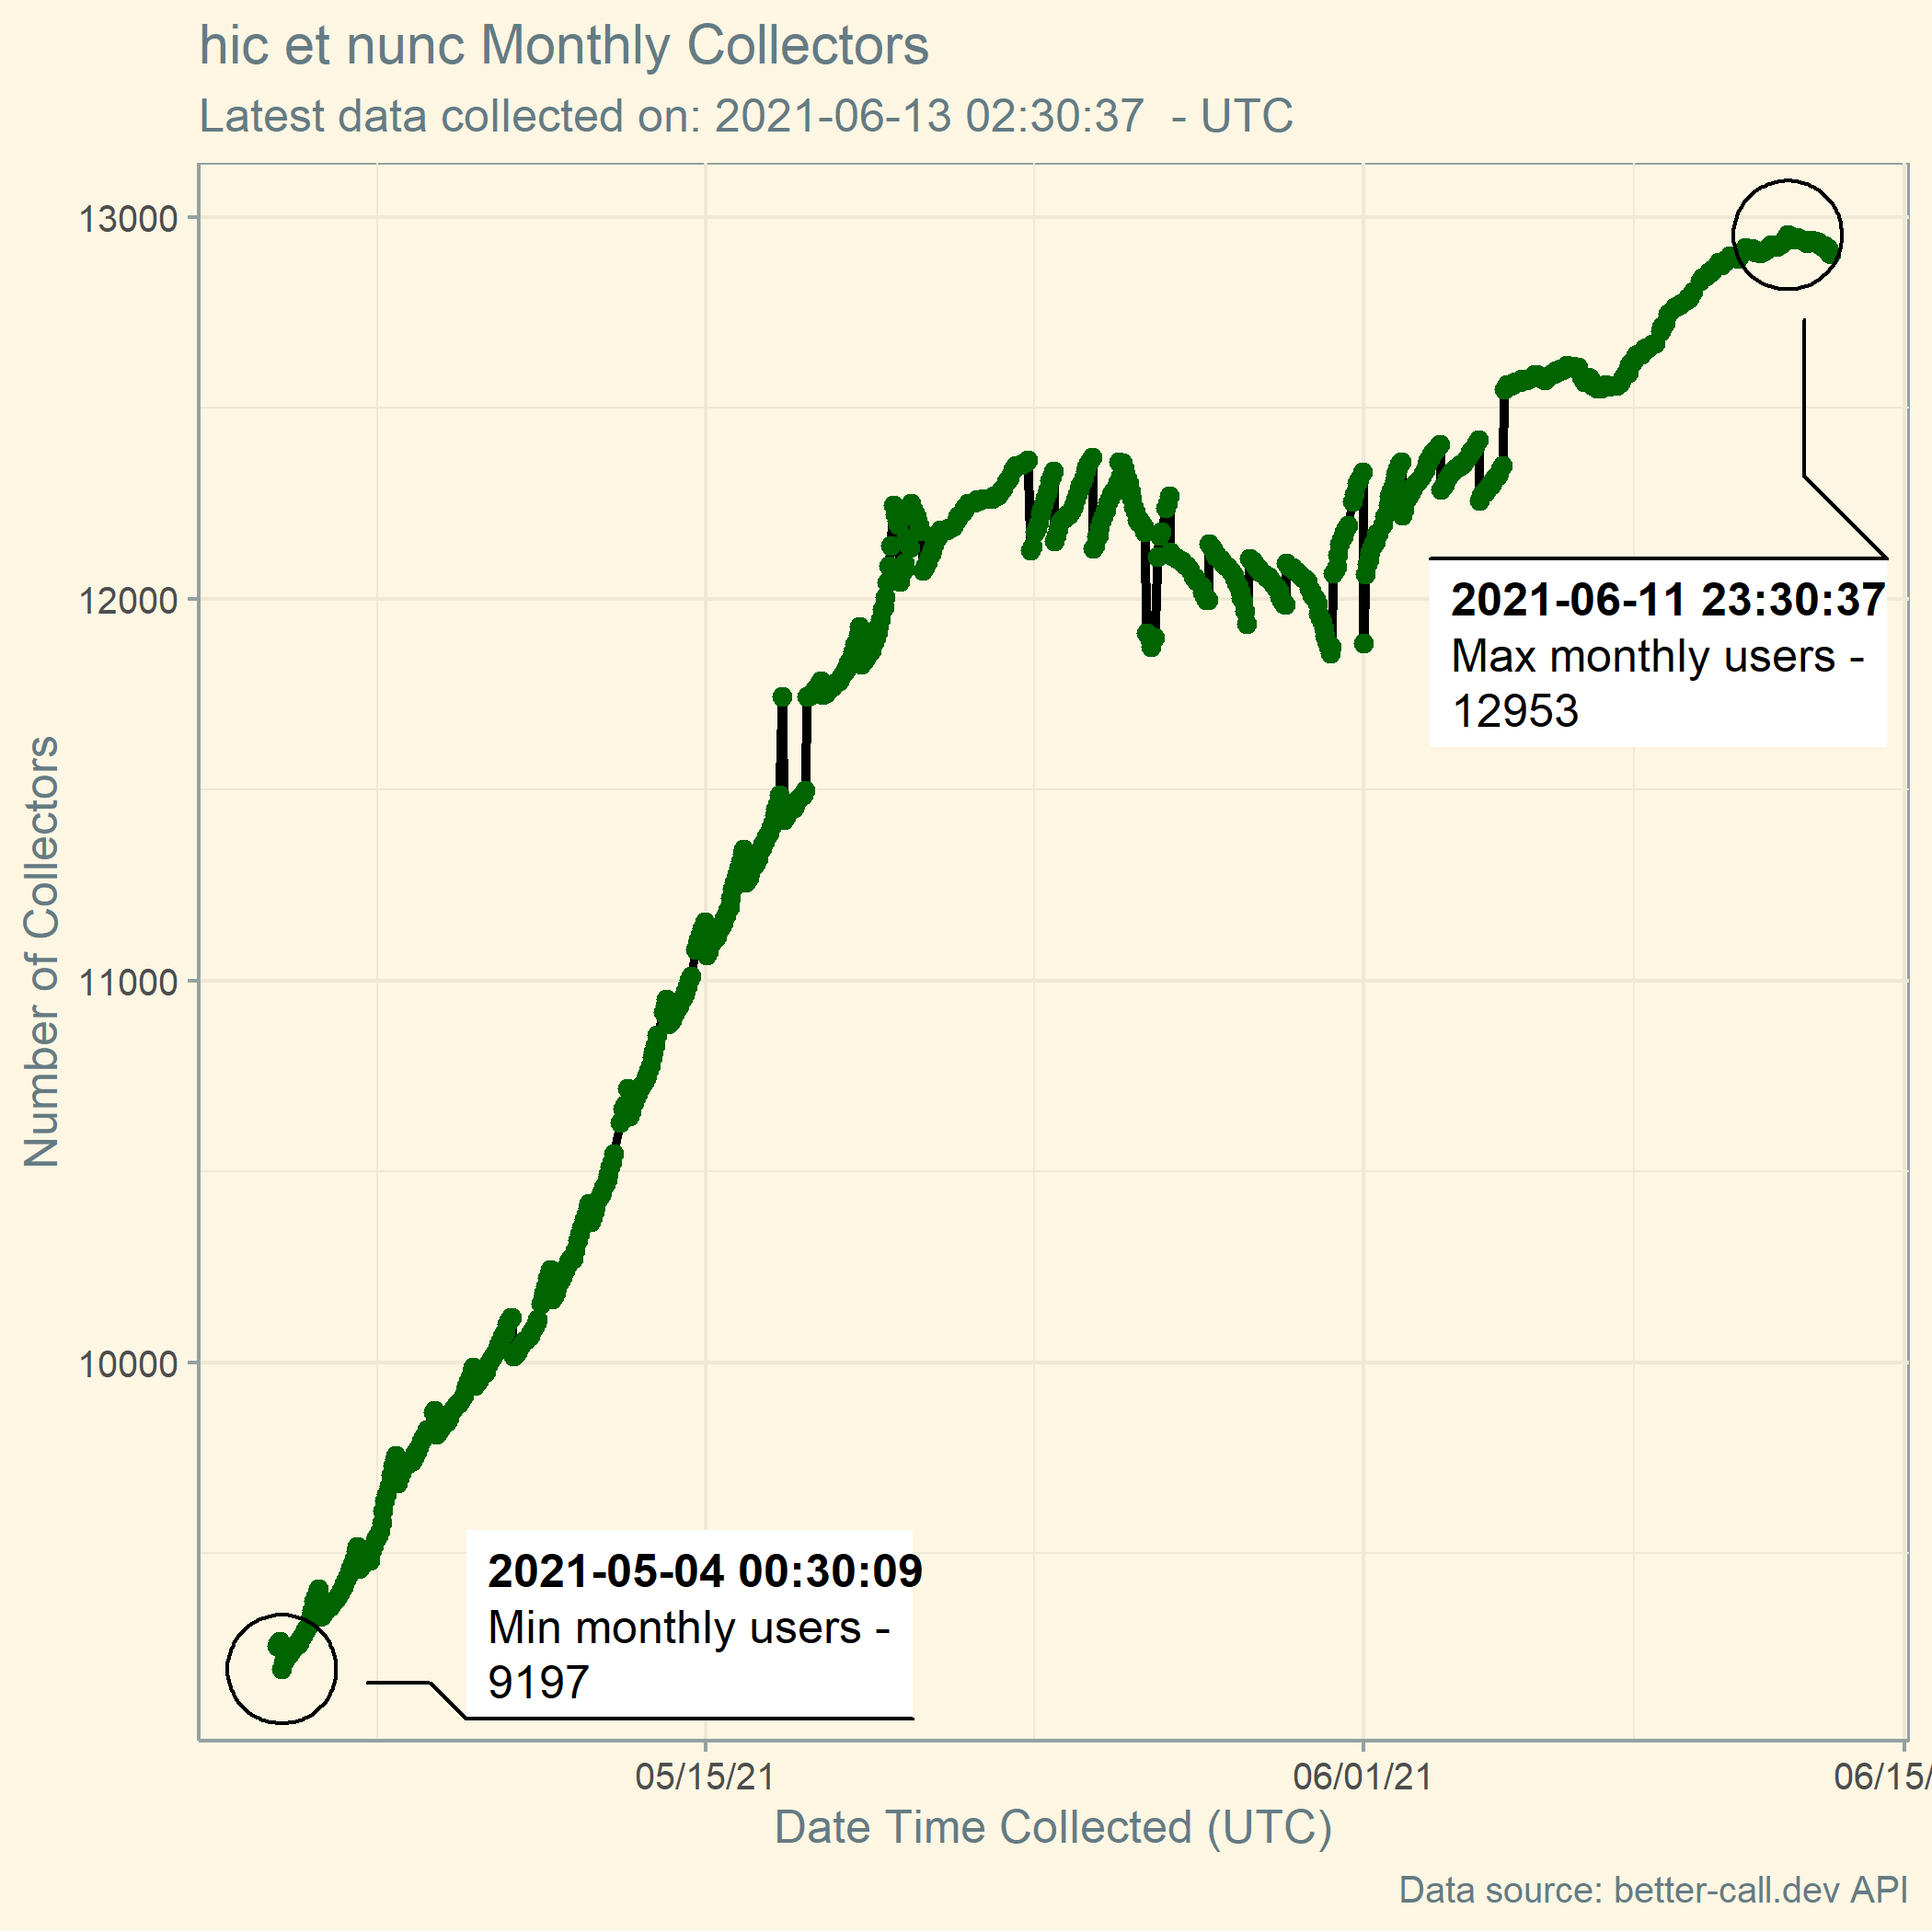 hic et nunc Monthly Collectors
Latest data collected on: 2021-06-13 02:30:37  - UTC
Number of Collectors
13000
12000
11000
10000
2021-06-11 23:30:37
Max monthly users -
12953
2021-05-04 00:30:09
Min monthly users -
9197
05/15/21
06/01/21
06/15/
Date Time Collected (UTC)
Data source: better-call.dev API